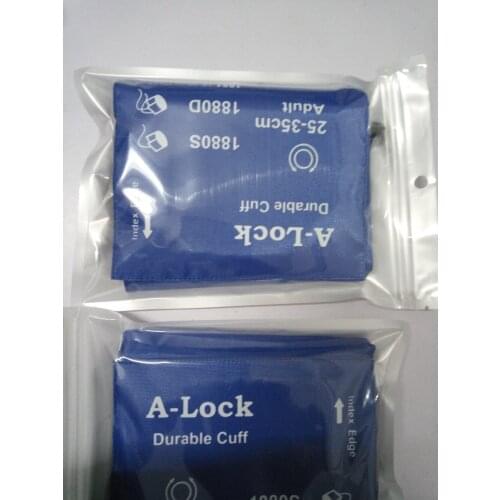 A-Lock
Durable Cuff
Index Edge
1880S
25-35cm
Adult
1880D
A-Lock
Durable Cuff
Index Edge